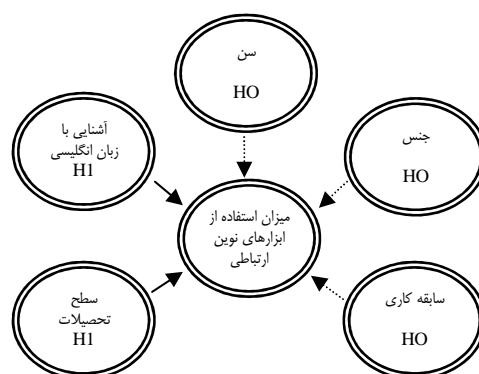 سن
HO
آشنایی با
زبان انگلیسی
H1
جنس
HO
میزان استفاده از
ابزارهای نوین
ارتباطی
سطح
تحصیلات
H1
سابقه کاری
HO